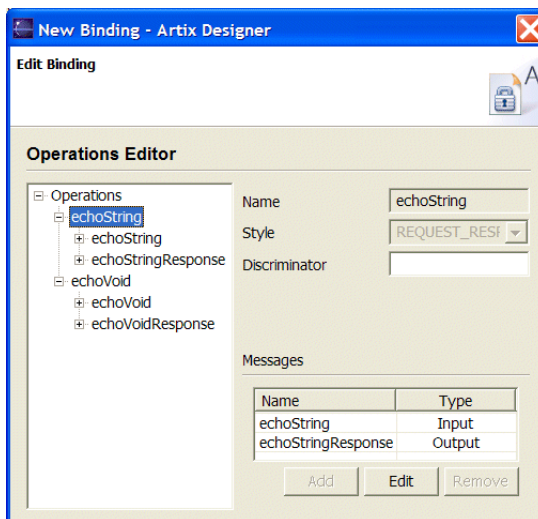 New Binding - Artix Designer
Edit Binding
A
Operations Editor
Operations
echoString
echoString
echoStringResponse
echoVoid
echoVoid
echoVoidResponse
Name echoString
Style REQUEST_RESP
Discriminator
Messages
Name Type
echoString Input
echoStringResponse Output
Add Edit Remove